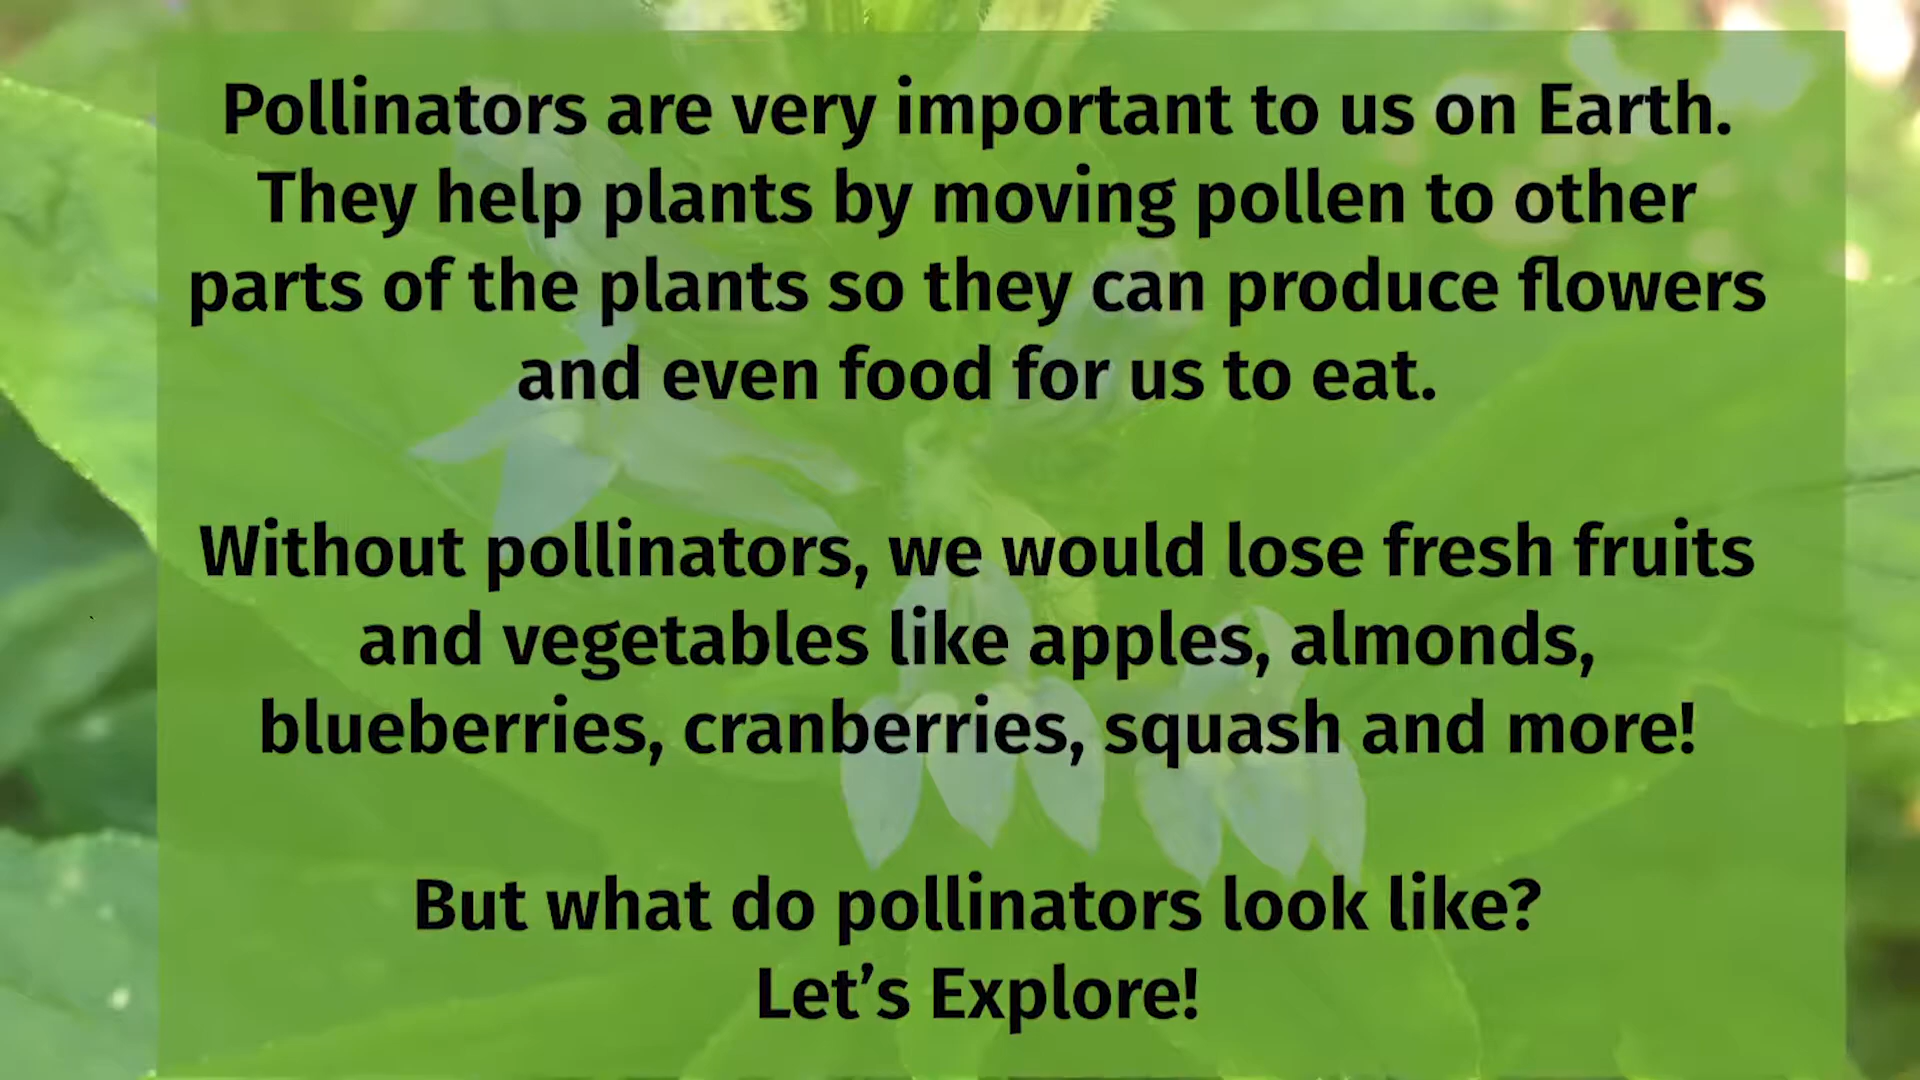 Pollinators are very important to us on Earth.
They help plants by moving pollen to other
parts of the plants so they can produce flowers
and even food for us to eat.
Without pollinators, we would lose fresh fruits
and vegetables like apples, almonds,
blueberries, cranberries, squash and more!
But what do pollinators look like?
Let’s Explore!